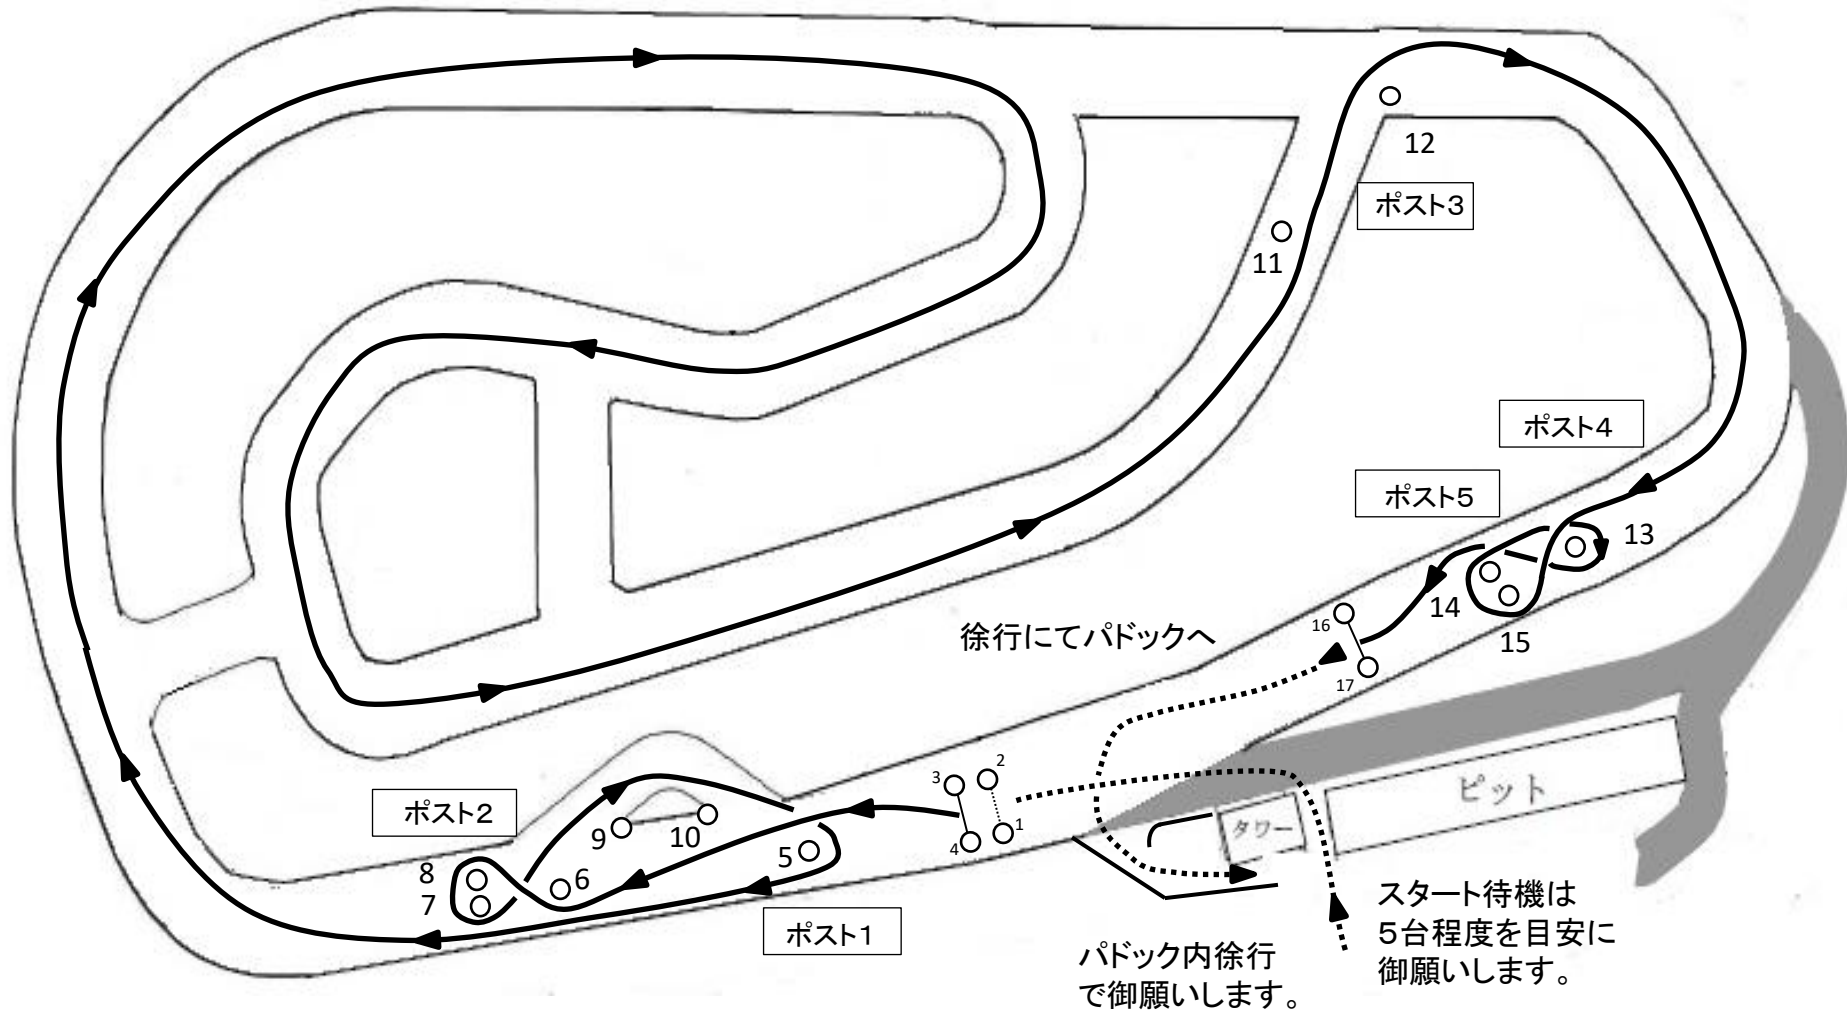 12
ポスト3
11
ポスト4
ポスト5
13
14
15
16
17
徐行にてパドックへ
3
2
4
1
ポスト2
9
10
5
8
6
7
ポスト1
ピット
タワー
スタート待機は
5台程度を目安に
御願いします。
パドック内徐行
で御願いします。